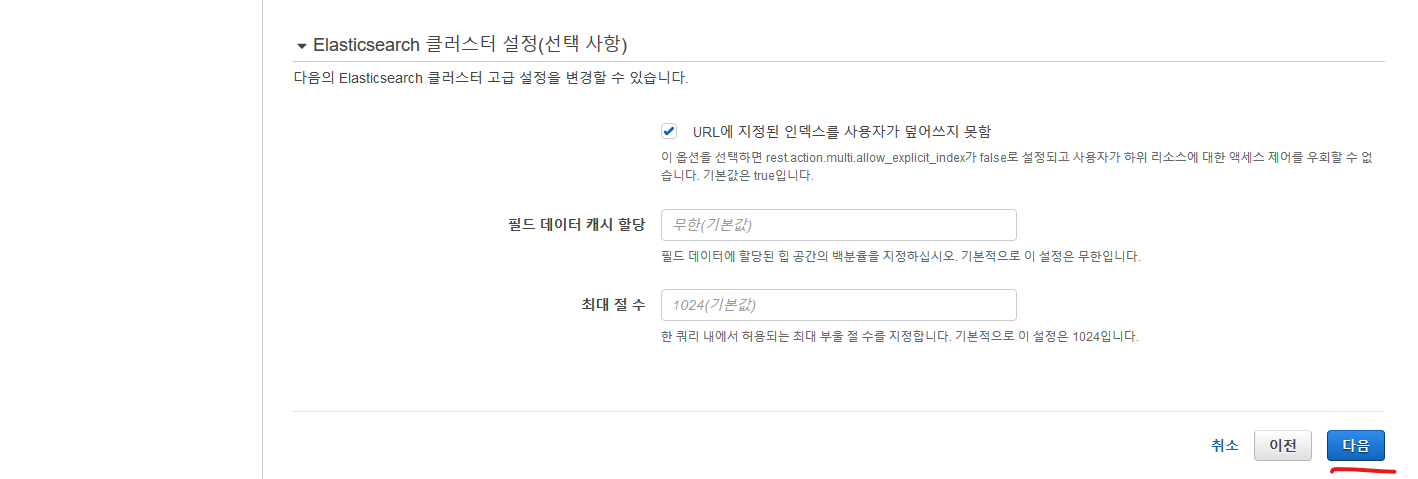 Elasticsearch 클러스터 설정(선택 사항)
다음의 Elasticsearch 클러스터 고급 설정을 변경할 수 있습니다.
URL에 지정된 인덱스를 사용자가 덮어쓰지 못함
이 옵션을 선택하면 rest.action.multi.allow_explicit_index가 false로 설정되고 사용자가 하위 리소스에 대한 액세스 제어를 우회할 수 없
습니다. 기본값은 true입니다.
필드 데이터 캐시 할당
무한(기본값)
필드 데이터에 할당된 힙 공간의 백분율을 지정하십시오. 기본적으로 이 설정은 무한입니다.
최대 절 수
1024(기본값)
한 쿼리 내에서 허용되는 최대 부울 절 수를 지정합니다. 기본적으로 이 설정은 1024입니다.
취소 이전 다음